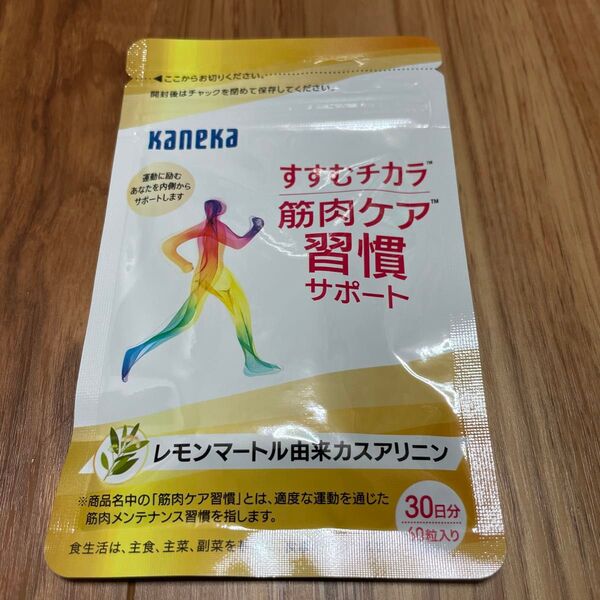 ◀ここからお切りください。
開封後はチャックを閉めて保存してください。
Kaneka
運動に励む
あなたを内側から
サポートします
すすむチカラ™
筋肉ケア™
習慣
サポート
レモンマートル由来カスアリニン
※商品名中の「筋肉ケア習慣」とは、適度な運動を通じた
筋肉メンテナンス習慣を指します。
30日分
60粒入り
食生活は、主食、主菜、副菜を